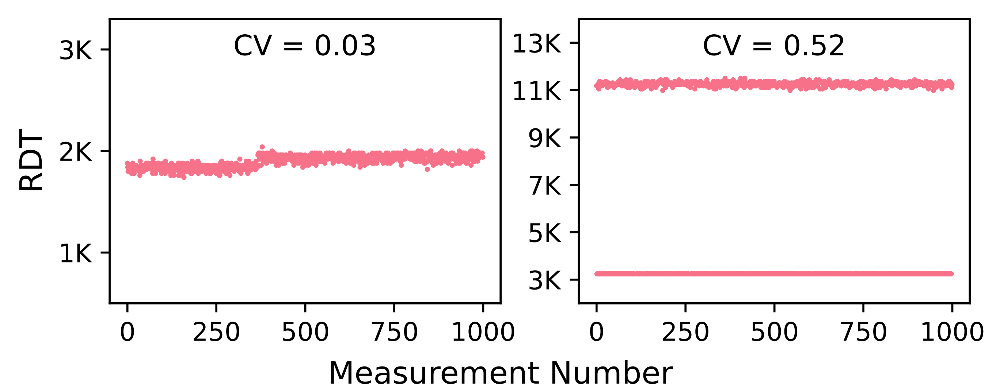 CV = 0.03
3K
2K
1K
RDT
0 250 500 750 1000
CV = 0.52
13K
11K
9K
7K
5K
3K
0 250 500 750 1000
Measurement Number